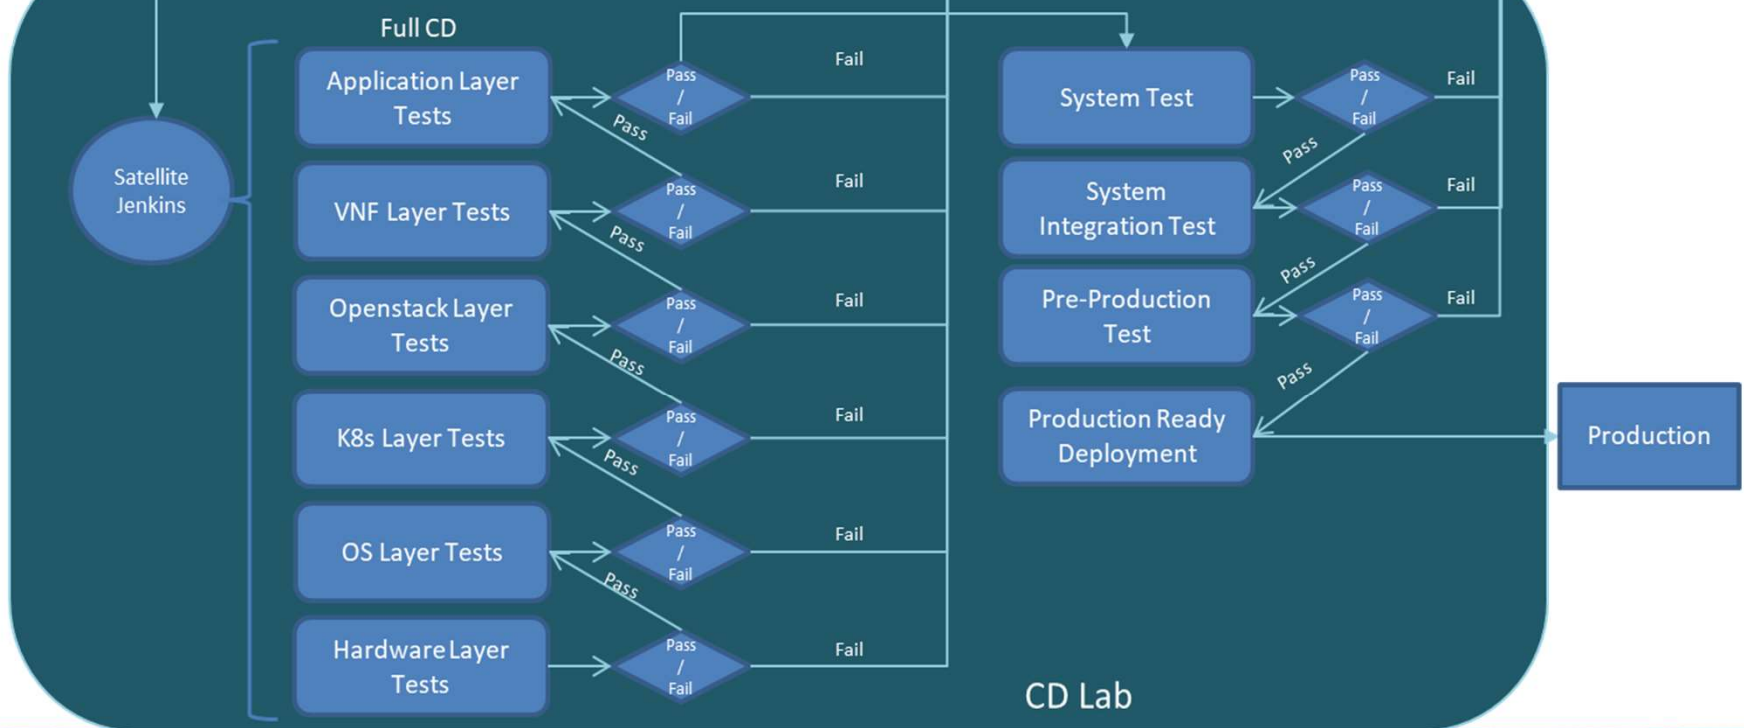 Full CD
Satellite
Jenkins
Application Layer
Tests
Pass
/
Fail
Fail
Pass
VNF Layer Tests
Pass
/
Fail
Fail
Pass
Openstack Layer
Tests
Pass
/
Fail
Fail
Pass
K8s Layer Tests
Pass
/
Fail
Fail
Pass
OS Layer Tests
Pass
/
Fail
Fail
Pass
Hardware Layer
Tests
Pass
/
Fail
Fail
System Test
Pass
/
Fail
Fail
Pass
System
Integration Test
Pass
/
Fail
Fail
Pass
Pre-Production
Test
Pass
/
Fail
Fail
Pass
Production Ready
Deployment
Production
CD Lab